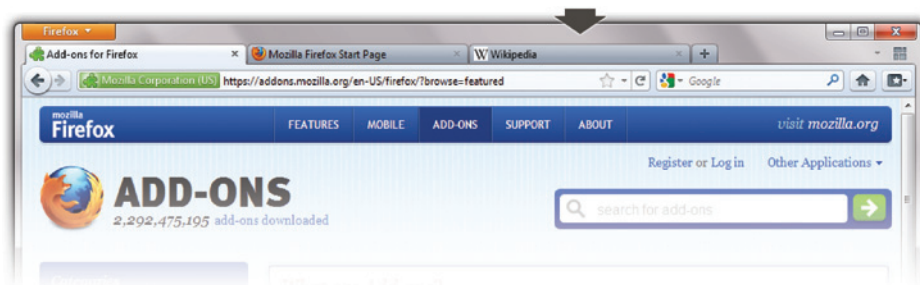 Firefox
Add-ons for Firefox
Mozilla Firefox Start Page
W Wikipedia
Mozilla Corporation (US) https://addons.mozilla.org/en-US/firefox/?browse=featured
Google
mozilla
Firefox
FEATURES MOBILE ADD-ONS SUPPORT ABOUT visit mozilla.org
Register or Log in Other Applications
ADD-ONS
2,292,475,195 add-ons downloaded
search for add-ons